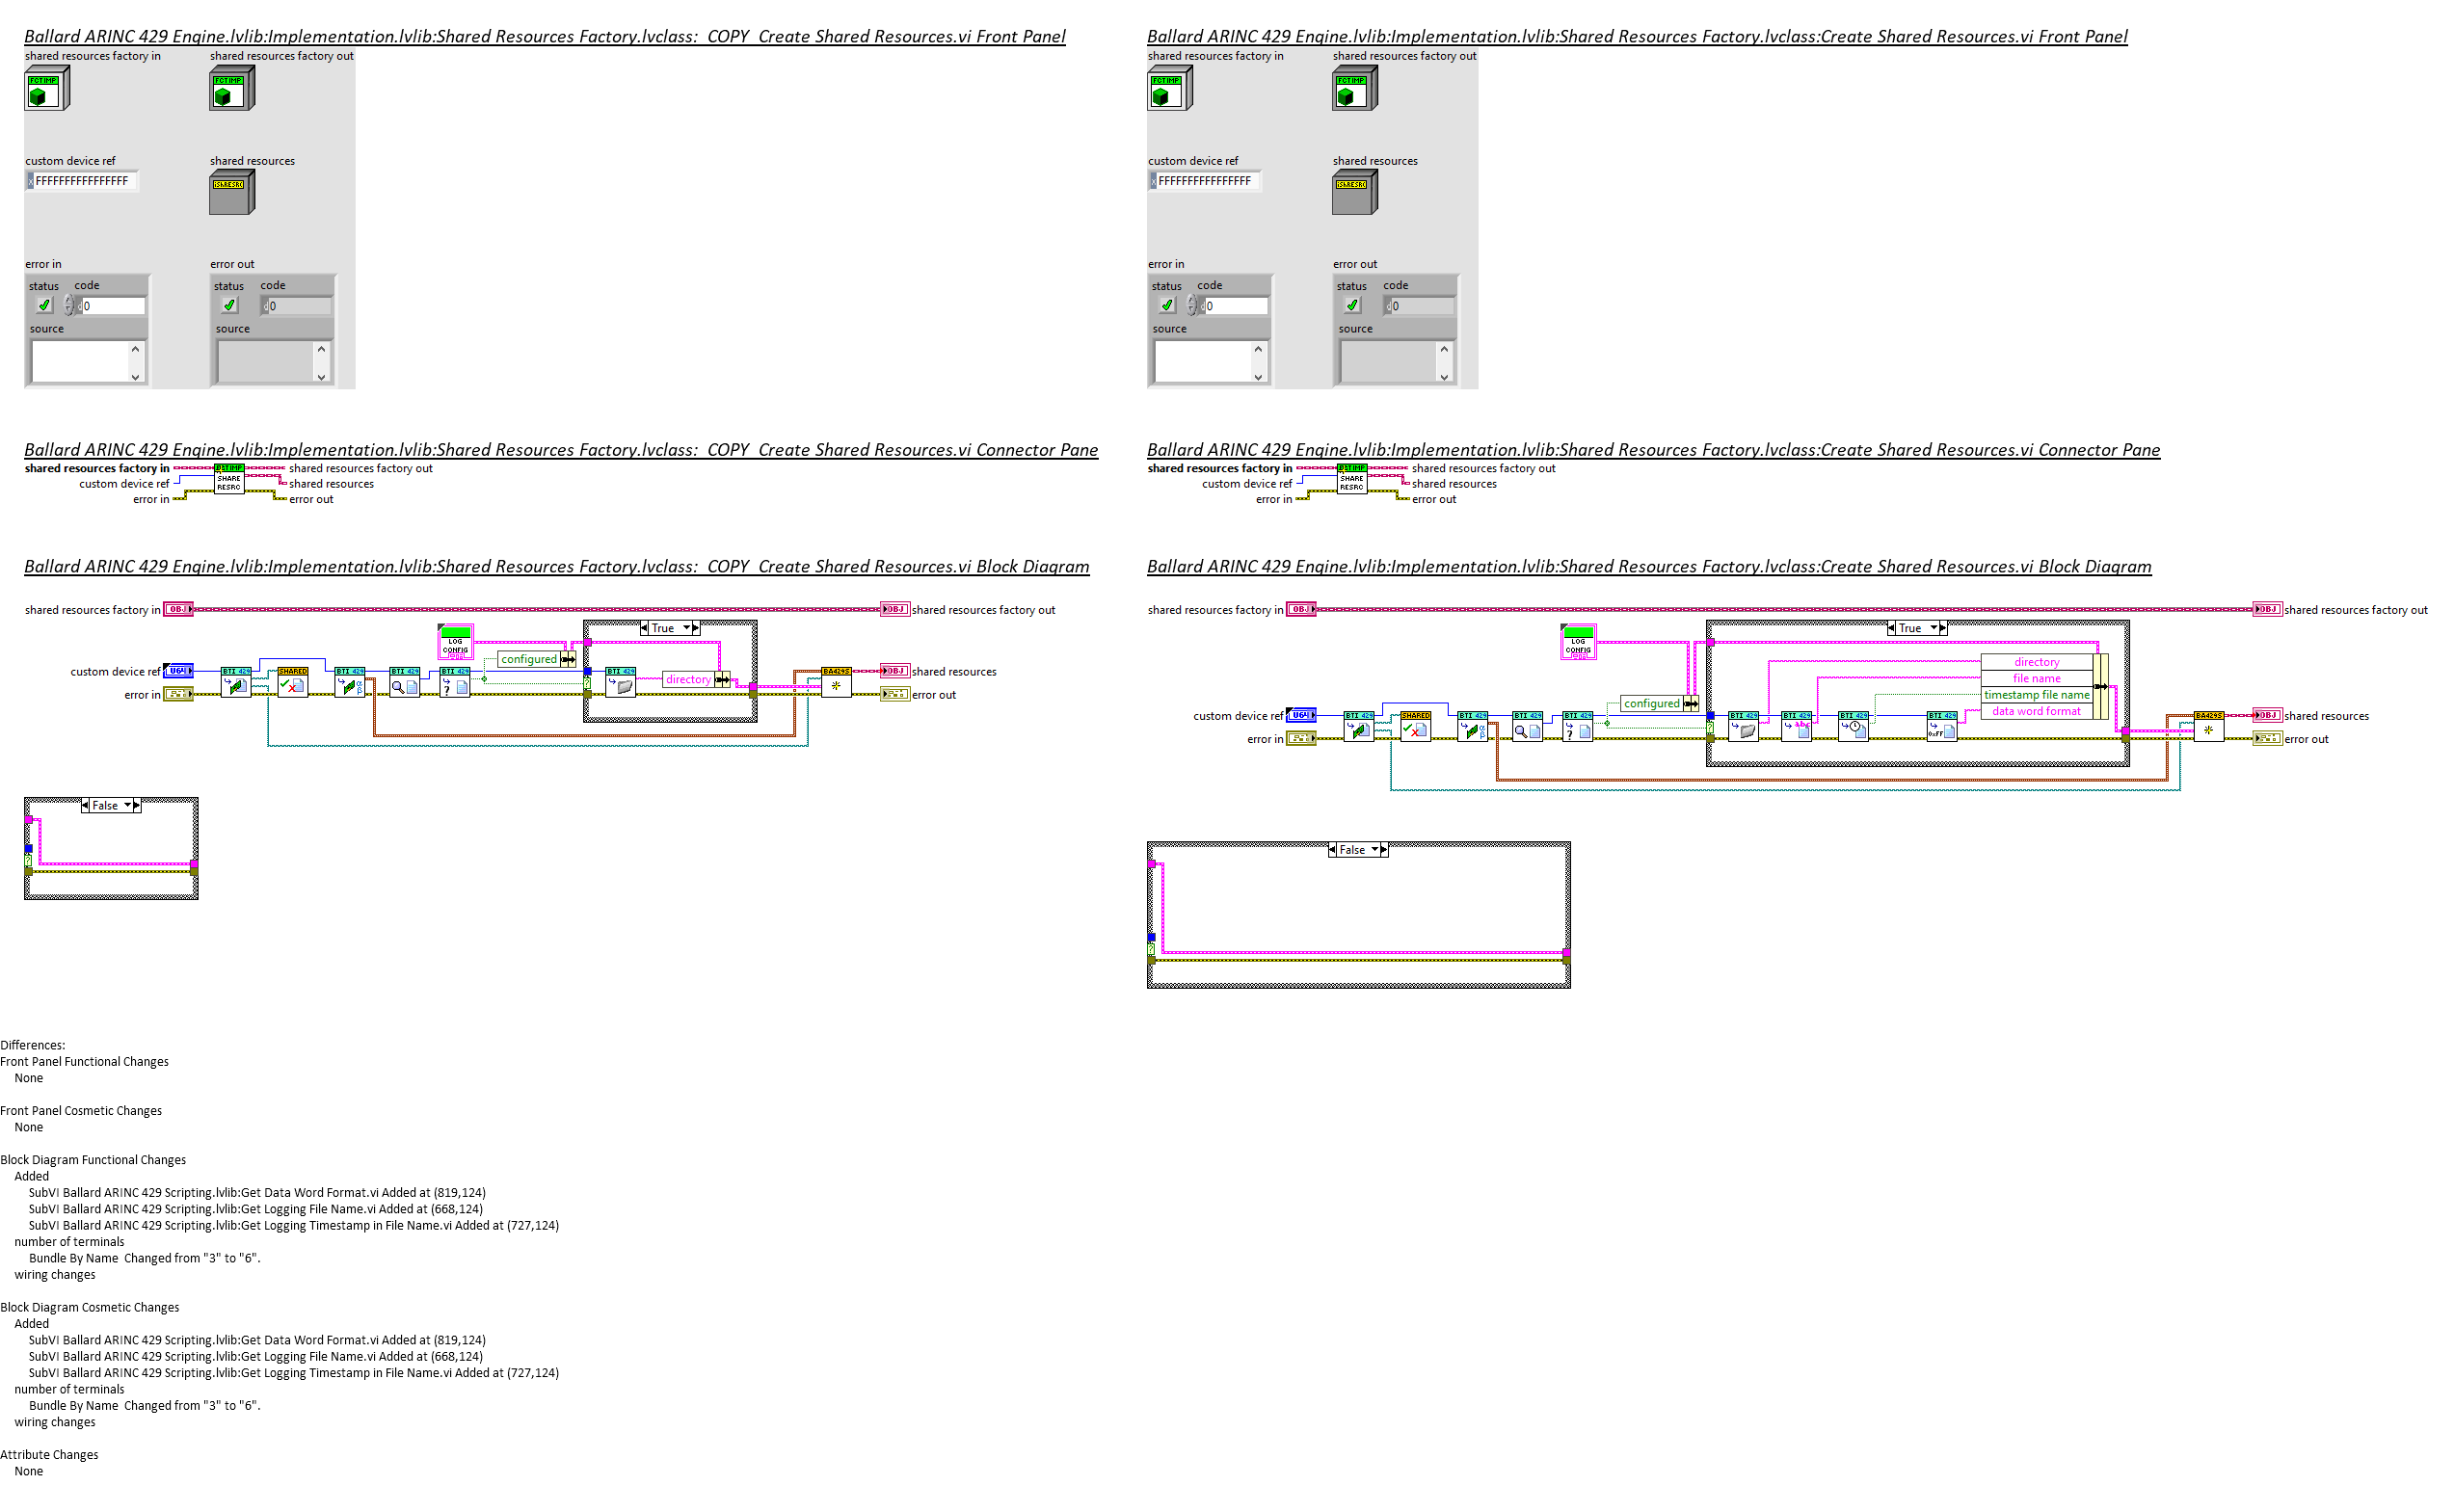 Ballard ARINC 429 Engine.lvlib:Implementation.lvlib:Shared Resources Factory.lvclass:_COPY_Create Shared Resources.vi Front Panel
shared resources factory in
shared resources factory out
FCTIMP
FCTIMP
custom device ref
shared resources
x FFFFFFFFFFFFFFFF
iShRESRC
error in
error out
status code
status code
d 0
d 0
source
source
Ballard ARINC 429 Engine.lvlib:Implementation.lvlib:Shared Resources Factory.lvclass:Create Shared Resources.vi Front Panel
shared resources factory in
shared resources factory out
FCTIMP
FCTIMP
custom device ref
shared resources
x FFFFFFFFFFFFFFFF
iShRESRC
error in
error out
status code
status code
d 0
d 0
source
source
Ballard ARINC 429 Engine.lvlib:Implementation.lvlib:Shared Resources Factory.lvclass:_COPY_Create Shared Resources.vi Connector Pane
shared resources factory in
shared resources factory out
custom device ref
SHARE
shared resources
RESRC
error in
error out
Ballard ARINC 429 Engine.lvlib:Implementation.lvlib:Shared Resources Factory.lvclass:Create Shared Resources.vi Connector Pane
shared resources factory in
shared resources factory out
custom device ref
SHARE
shared resources
RESRC
error in
error out
Ballard ARINC 429 Engine.lvlib:Implementation.lvlib:Shared Resources Factory.lvclass:_COPY_Create Shared Resources.vi Block Diagram
shared resources factory in
OBJ
OBJ
shared resources factory out
True
LOG
CONFIG
configured
custom device ref
U64
BTI 429
SHARED
BTI 429
BTI 429
BTI 429
BTI 429
directory
BA429S
OBJ
shared resources
error in
error out
False
Ballard ARINC 429 Engine.lvlib:Implementation.lvlib:Shared Resources Factory.lvclass:Create Shared Resources.vi Block Diagram
shared resources factory in
OBJ
OBJ
shared resources factory out
True
LOG
CONFIG
directory
file name
timestamp file name
data word format
configured
custom device ref
U64
BTI 429
SHARED
BTI 429
BTI 429
BTI 429
BTI 429
BTI 429
abc
BTI 429
BTI 429
0xFF
BA429S
OBJ
shared resources
error in
error out
False
Differences:
Front Panel Functional Changes
None
Front Panel Cosmetic Changes
None
Block Diagram Functional Changes
Added
SubVI Ballard ARINC 429 Scripting.lvlib:Get Data Word Format.vi Added at (819,124)
SubVI Ballard ARINC 429 Scripting.lvlib:Get Logging File Name.vi Added at (668,124)
SubVI Ballard ARINC 429 Scripting.lvlib:Get Logging Timestamp in File Name.vi Added at (727,124)
number of terminals
Bundle By Name  Changed from "3" to "6".
wiring changes
Block Diagram Cosmetic Changes
Added
SubVI Ballard ARINC 429 Scripting.lvlib:Get Data Word Format.vi Added at (819,124)
SubVI Ballard ARINC 429 Scripting.lvlib:Get Logging File Name.vi Added at (668,124)
SubVI Ballard ARINC 429 Scripting.lvlib:Get Logging Timestamp in File Name.vi Added at (727,124)
number of terminals
Bundle By Name  Changed from "3" to "6".
wiring changes
Attribute Changes
None